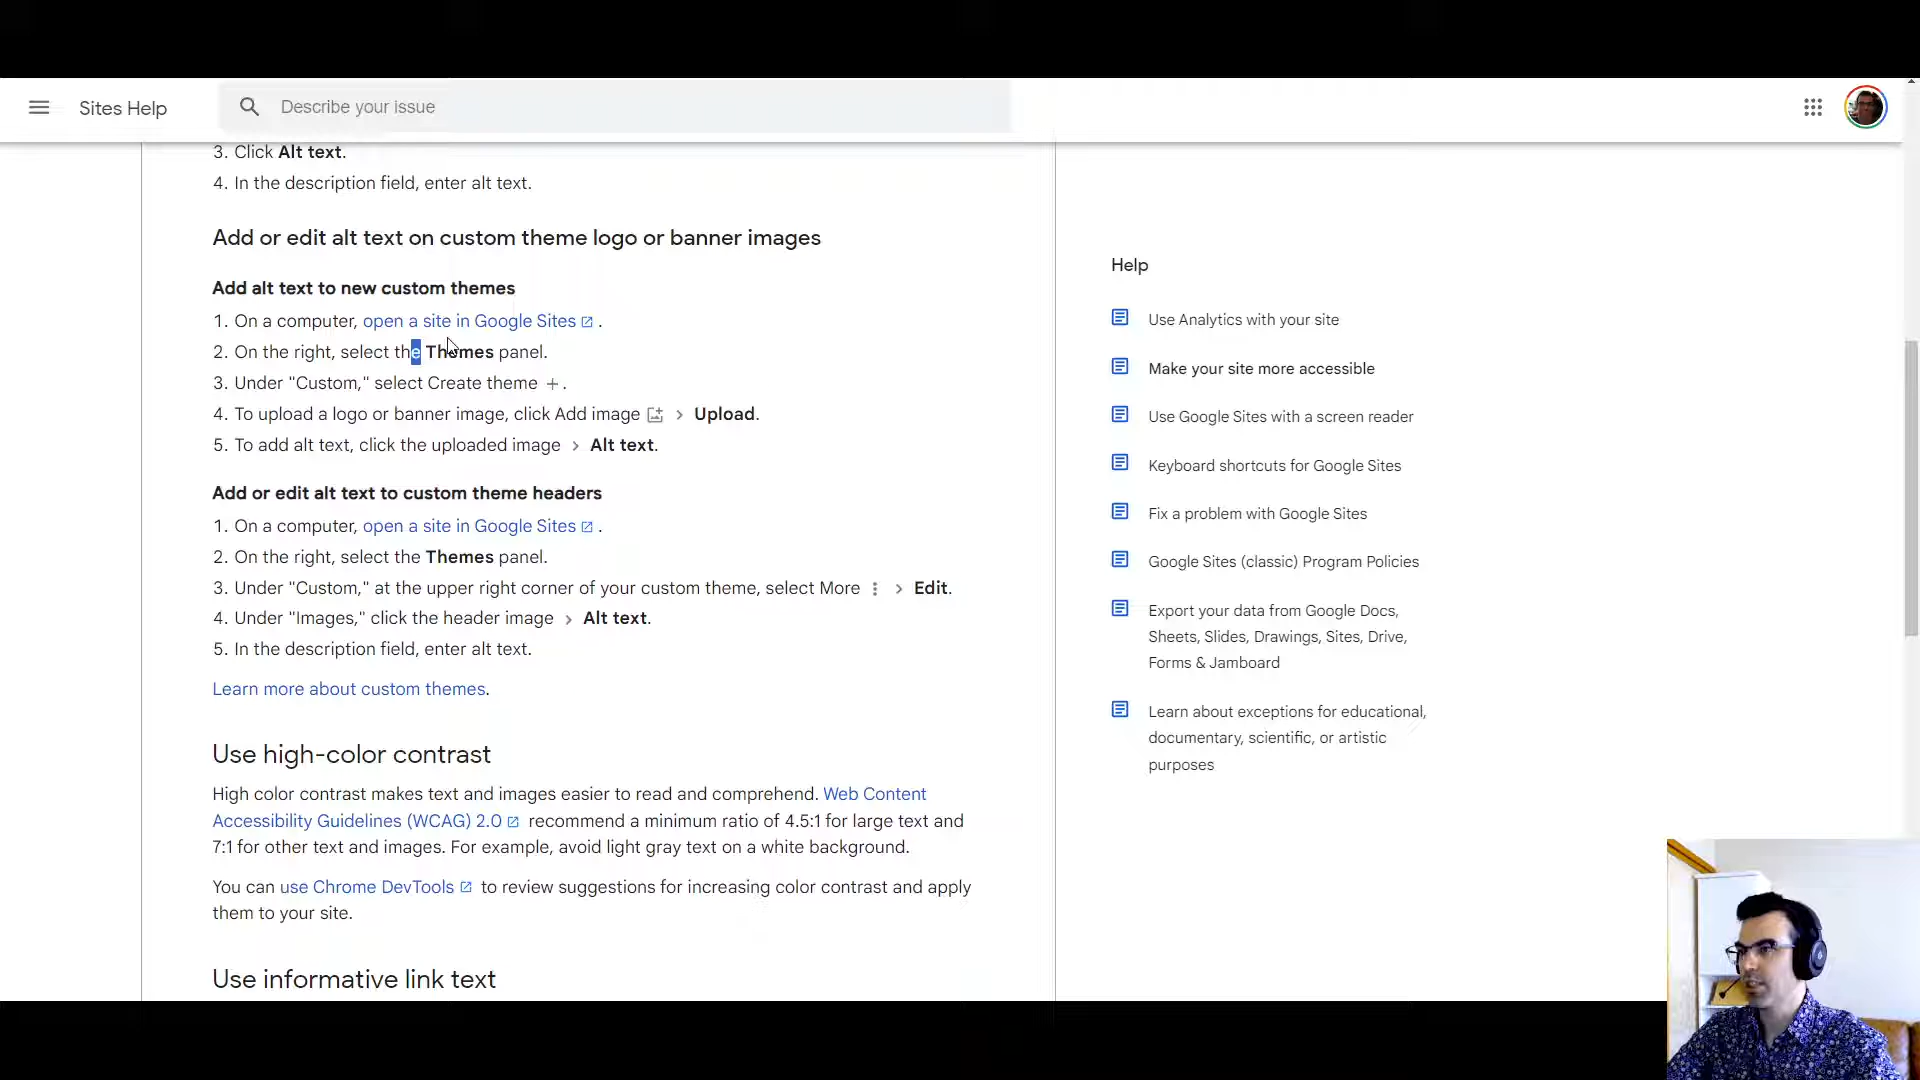 Sites Help
Describe your issue
3. Click Alt text.
4. In the description field, enter alt text.
Add or edit alt text on custom theme logo or banner images
Add alt text to new custom themes
1. On a computer, open a site in Google Sites .
2. On the right, select the Themes panel.
3. Under "Custom," select Create theme + .
4. To upload a logo or banner image, click Add image > Upload.
5. To add alt text, click the uploaded image > Alt text.
Add or edit alt text to custom theme headers
1. On a computer, open a site in Google Sites .
2. On the right, select the Themes panel.
3. Under "Custom," at the upper right corner of your custom theme, select More > Edit.
4. Under "Images," click the header image > Alt text.
5. In the description field, enter alt text.
Learn more about custom themes.
Use high-color contrast
High color contrast makes text and images easier to read and comprehend. Web Content
Accessibility Guidelines (WCAG) 2.0 recommend a minimum ratio of 4.5:1 for large text and
7:1 for other text and images. For example, avoid light gray text on a white background.
You can use Chrome DevTools to review suggestions for increasing color contrast and apply
them to your site.
Use informative link text
Help
Use Analytics with your site
Make your site more accessible
Use Google Sites with a screen reader
Keyboard shortcuts for Google Sites
Fix a problem with Google Sites
Google Sites (classic) Program Policies
Export your data from Google Docs,
Sheets, Slides, Drawings, Sites, Drive,
Forms & Jamboard
Learn about exceptions for educational,
documentary, scientific, or artistic
purposes